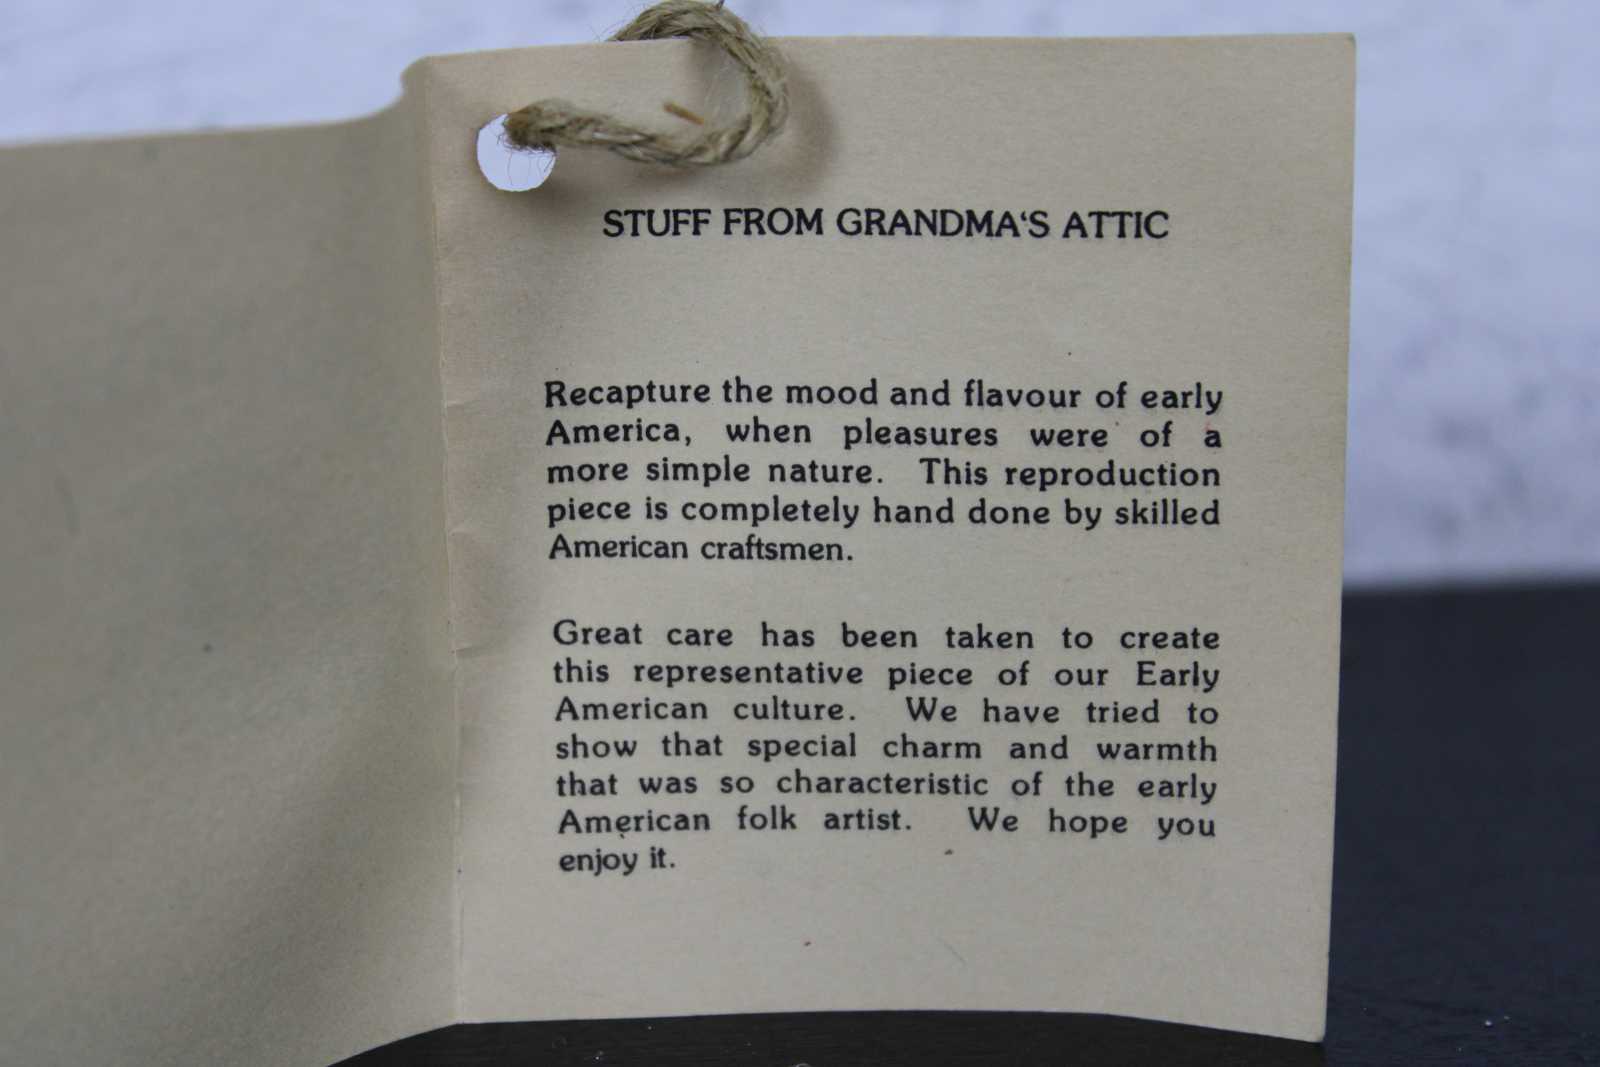 STUFF FROM GRANDMA‘S ATTIC
Recapture the mood and flavour of early
America, when pleasures were of a
more simple nature. This reproduction
piece is completely hand done by skilled
American craftsmen.
Great care has been taken to create
this representative piece of our Early
American culture. We have tried to
show that special charm and warmth
that was so characteristic of the early
American folk artist. We hope you
enjoy it.